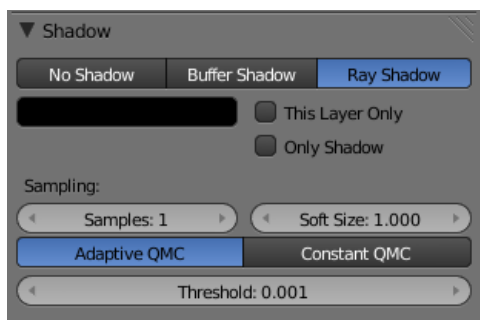 Shadow
No Shadow Buffer Shadow Ray Shadow
This Layer Only
Only Shadow
Sampling:
Samples: 1 Soft Size: 1.000
Adaptive QMC Constant QMC
Threshold: 0.001